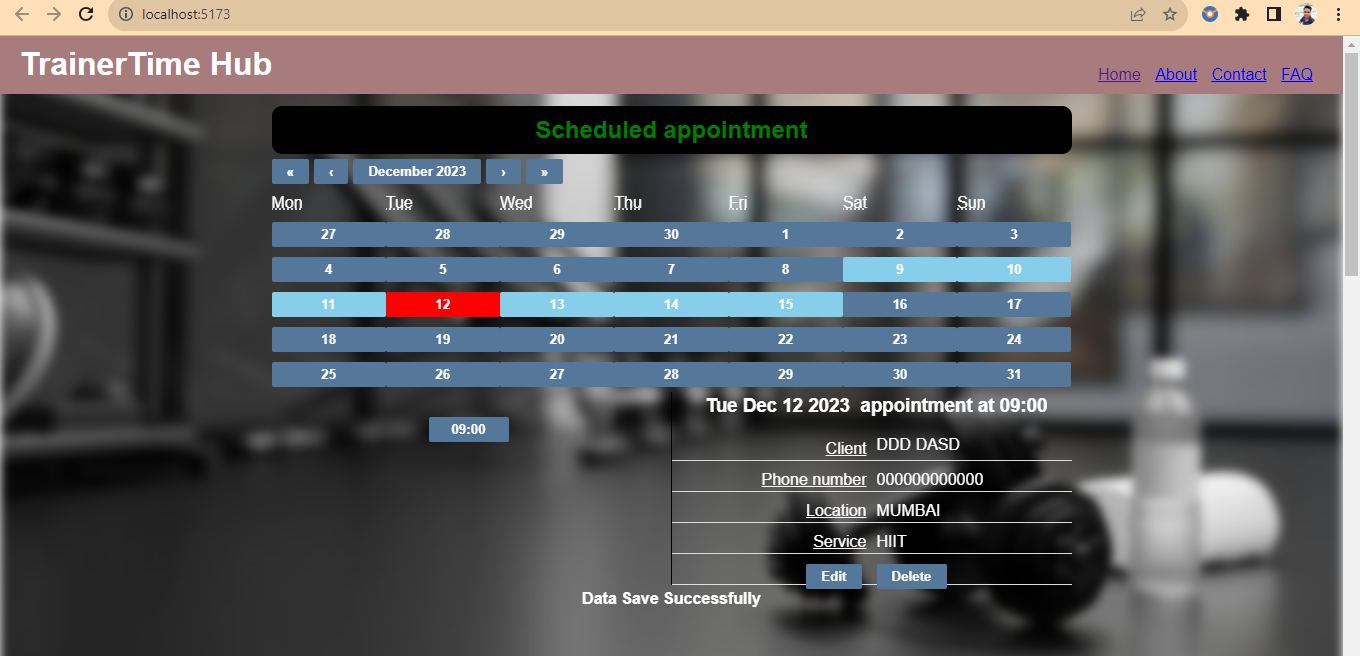 localhost:5173
TrainerTime Hub
Home About Contact FAQ
Scheduled appointment
« ‹ December 2023 › »
Mon Tue Wed Thu Fri Sat Sun
27 28 29 30 1 2 3
4 5 6 7 8 9 10
11 12 13 14 15 16 17
18 19 20 21 22 23 24
25 26 27 28 29 30 31
Tue Dec 12 2023 appointment at 09:00
09:00
Client DDD DASD
Phone number 000000000000
Location MUMBAI
Service HIIT
Edit Delete
Data Save Successfully